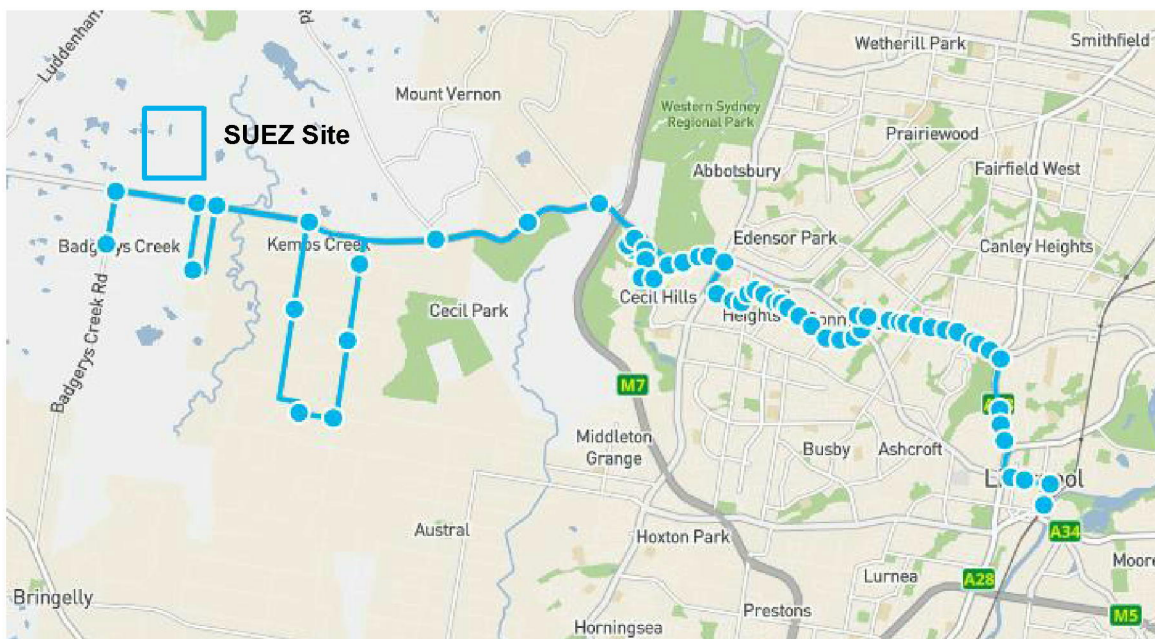 Luddenham
Rd
Wetherill Park
Smithfield
Mount Vernon
Western Sydney
Regional Park
SUEZ Site
Prairiewood
Abbotsbury
Fairfield West
Badgerys Creek
Kemps Creek
Edensor Park
Canley Heights
Cecil Hills
Cecil Park
Heights
Badgerys Creek Rd
M7
Middleton
Grange
Busby
Ashcroft
Liverpool
Austral
Hoxton Park
A34
Moore
Lurnea
A28
Bringelly
Prestons
M5
Horningsea